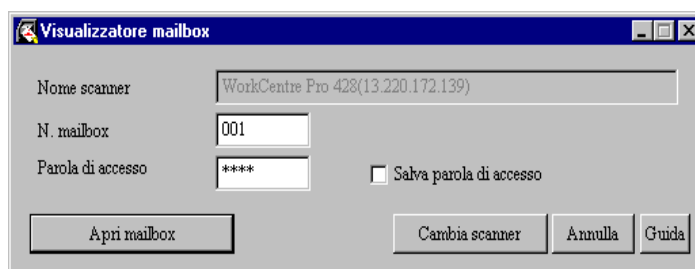 Visualizzatore mailbox
Nome scanner WorkCentre Pro 428(13.220.172.139)
N. mailbox 001
Parola di accesso **** Salva parola di accesso
Apri mailbox Cambia scanner Annulla Guida